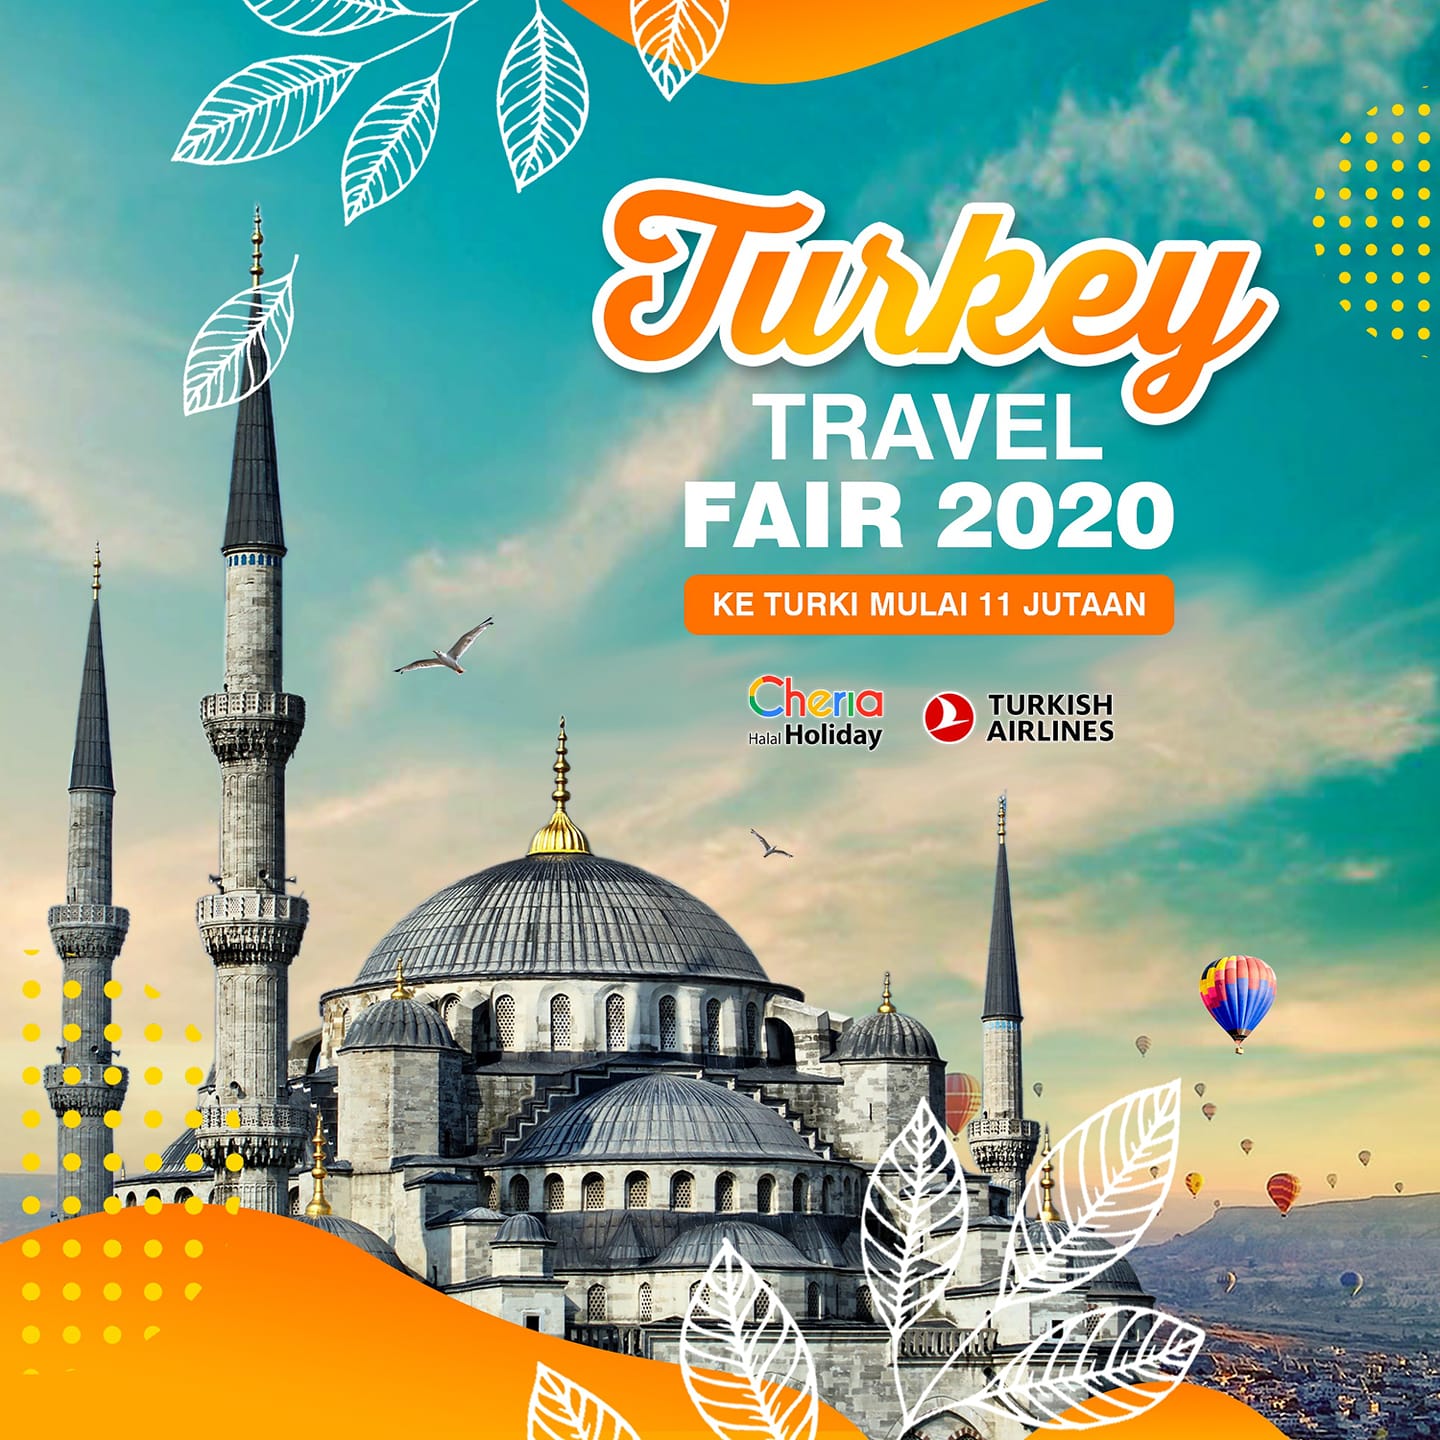 Turkey
TRAVEL
FAIR 2020
KE TURKI MULAI 11 JUTAAN
Cheria
Halal Holiday
TURKISH
AIRLINES